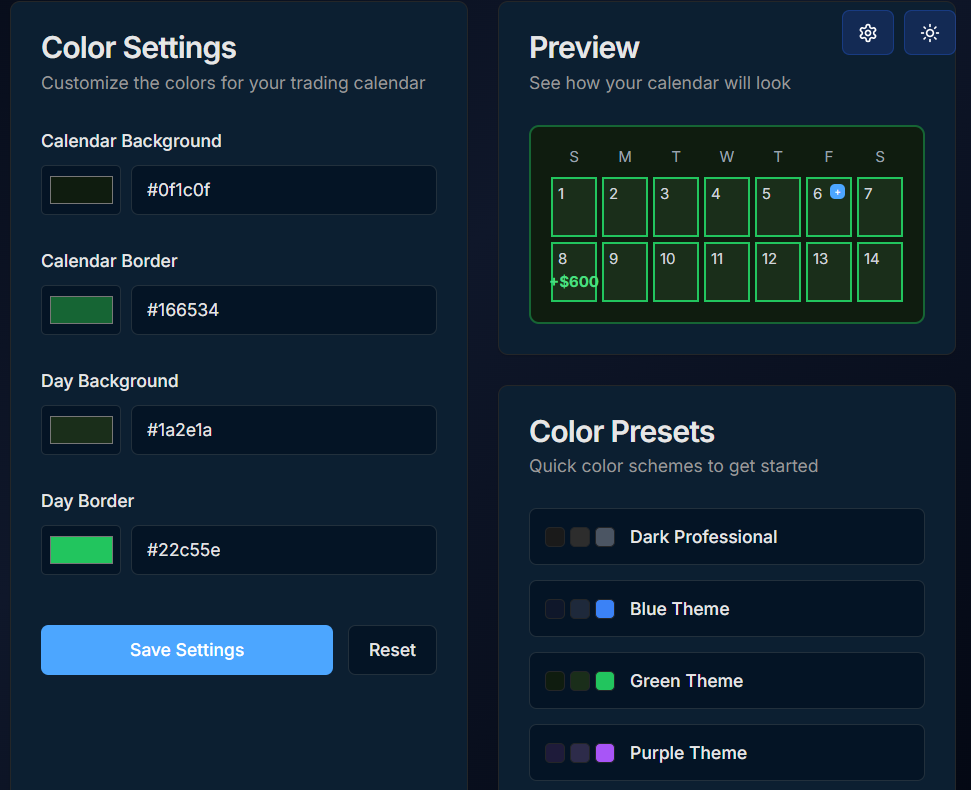 Color Settings
Customize the colors for your trading calendar
Calendar Background
#0f1c0f
Calendar Border
#166534
Day Background
#1a2e1a
Day Border
#22c55e
Save Settings Reset
Preview
See how your calendar will look
S M T W T F S
1 2 3 4 5 6 + 7
8 9 10 11 12 13 14
+$600
Color Presets
Quick color schemes to get started
Dark Professional
Blue Theme
Green Theme
Purple Theme